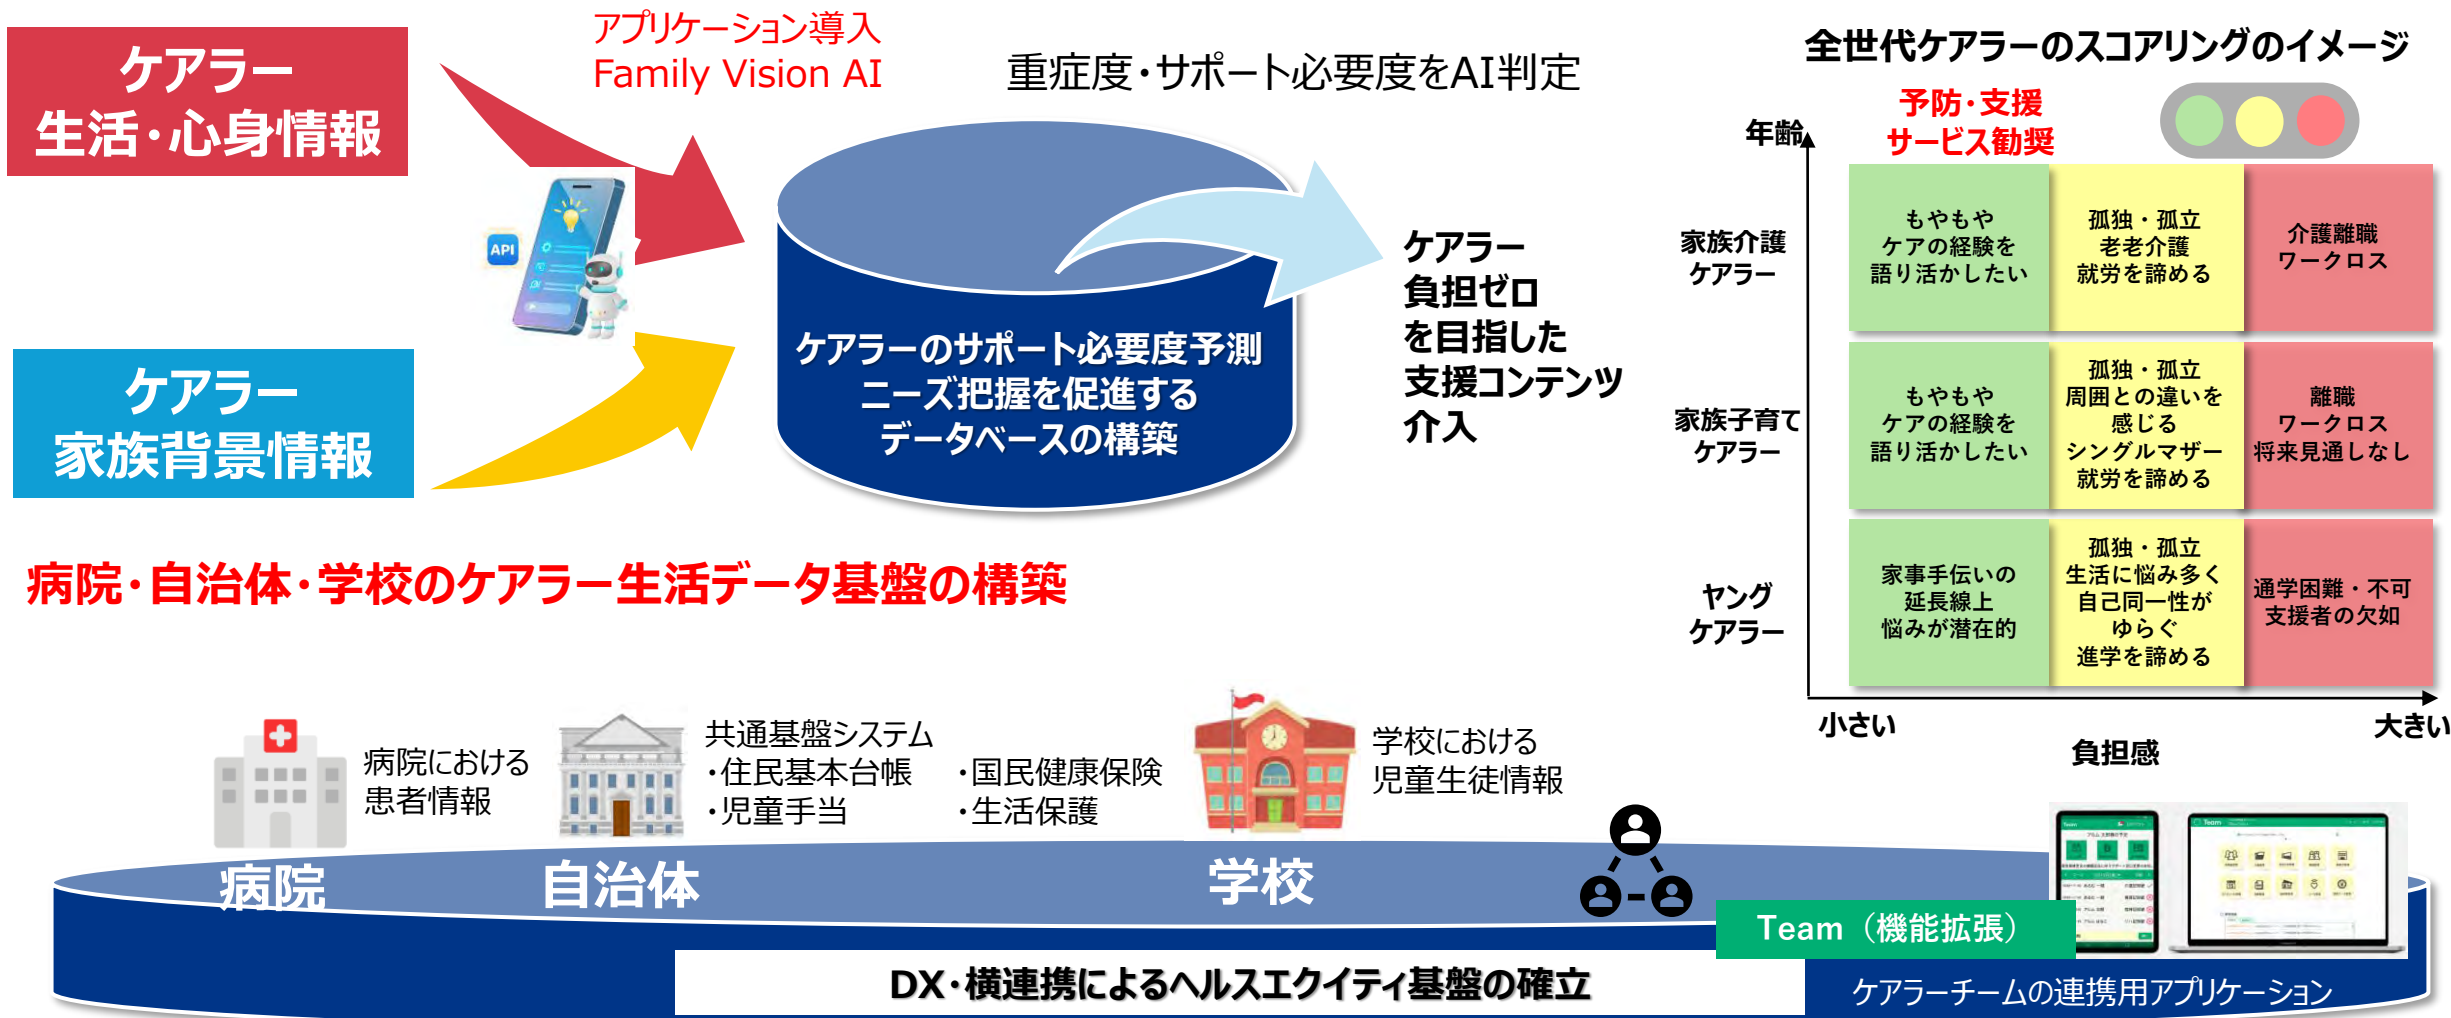 ケアラー
生活・心身情報
アプリケーション導入
Family Vision AI
重症度・サポート必要度をAI判定
API
ケアラー
家族背景情報
ケアラーのサポート必要度予測
ニーズ把握を促進する
データベースの構築
ケアラー
負担ゼロ
を目指した
支援コンテンツ
介入
全世代ケアラーのスコアリングのイメージ
予防・支援
サービス勧奨
年齢
家族介護
ケアラー
もやもや
ケアの経験を
語り活かしたい
孤独・孤立
老老介護
就労を諦める
介護離職
ワークロス
家族子育て
ケアラー
もやもや
ケアの経験を
語り活かしたい
孤独・孤立
周囲との違いを
感じる
シングルマザー
就労を諦める
離職
ワークロス
将来見通しなし
ヤング
ケアラー
家事手伝いの
延長線上
悩みが潜在的
孤独・孤立
生活に悩み多く
自己同一性が
ゆらぐ
進学を諦める
通学困難・不可
支援者の欠如
小さい
大きい
負担感
病院・自治体・学校のケアラー生活データ基盤の構築
病院における
患者情報
共通基盤システム
・住民基本台帳
・国民健康保険
・児童手当
・生活保護
学校における
児童生徒情報
病院
自治体
学校
Team
Team
Team（機能拡張）
DX・横連携によるヘルスエクイティ基盤の確立
ケアラーチームの連携用アプリケーション